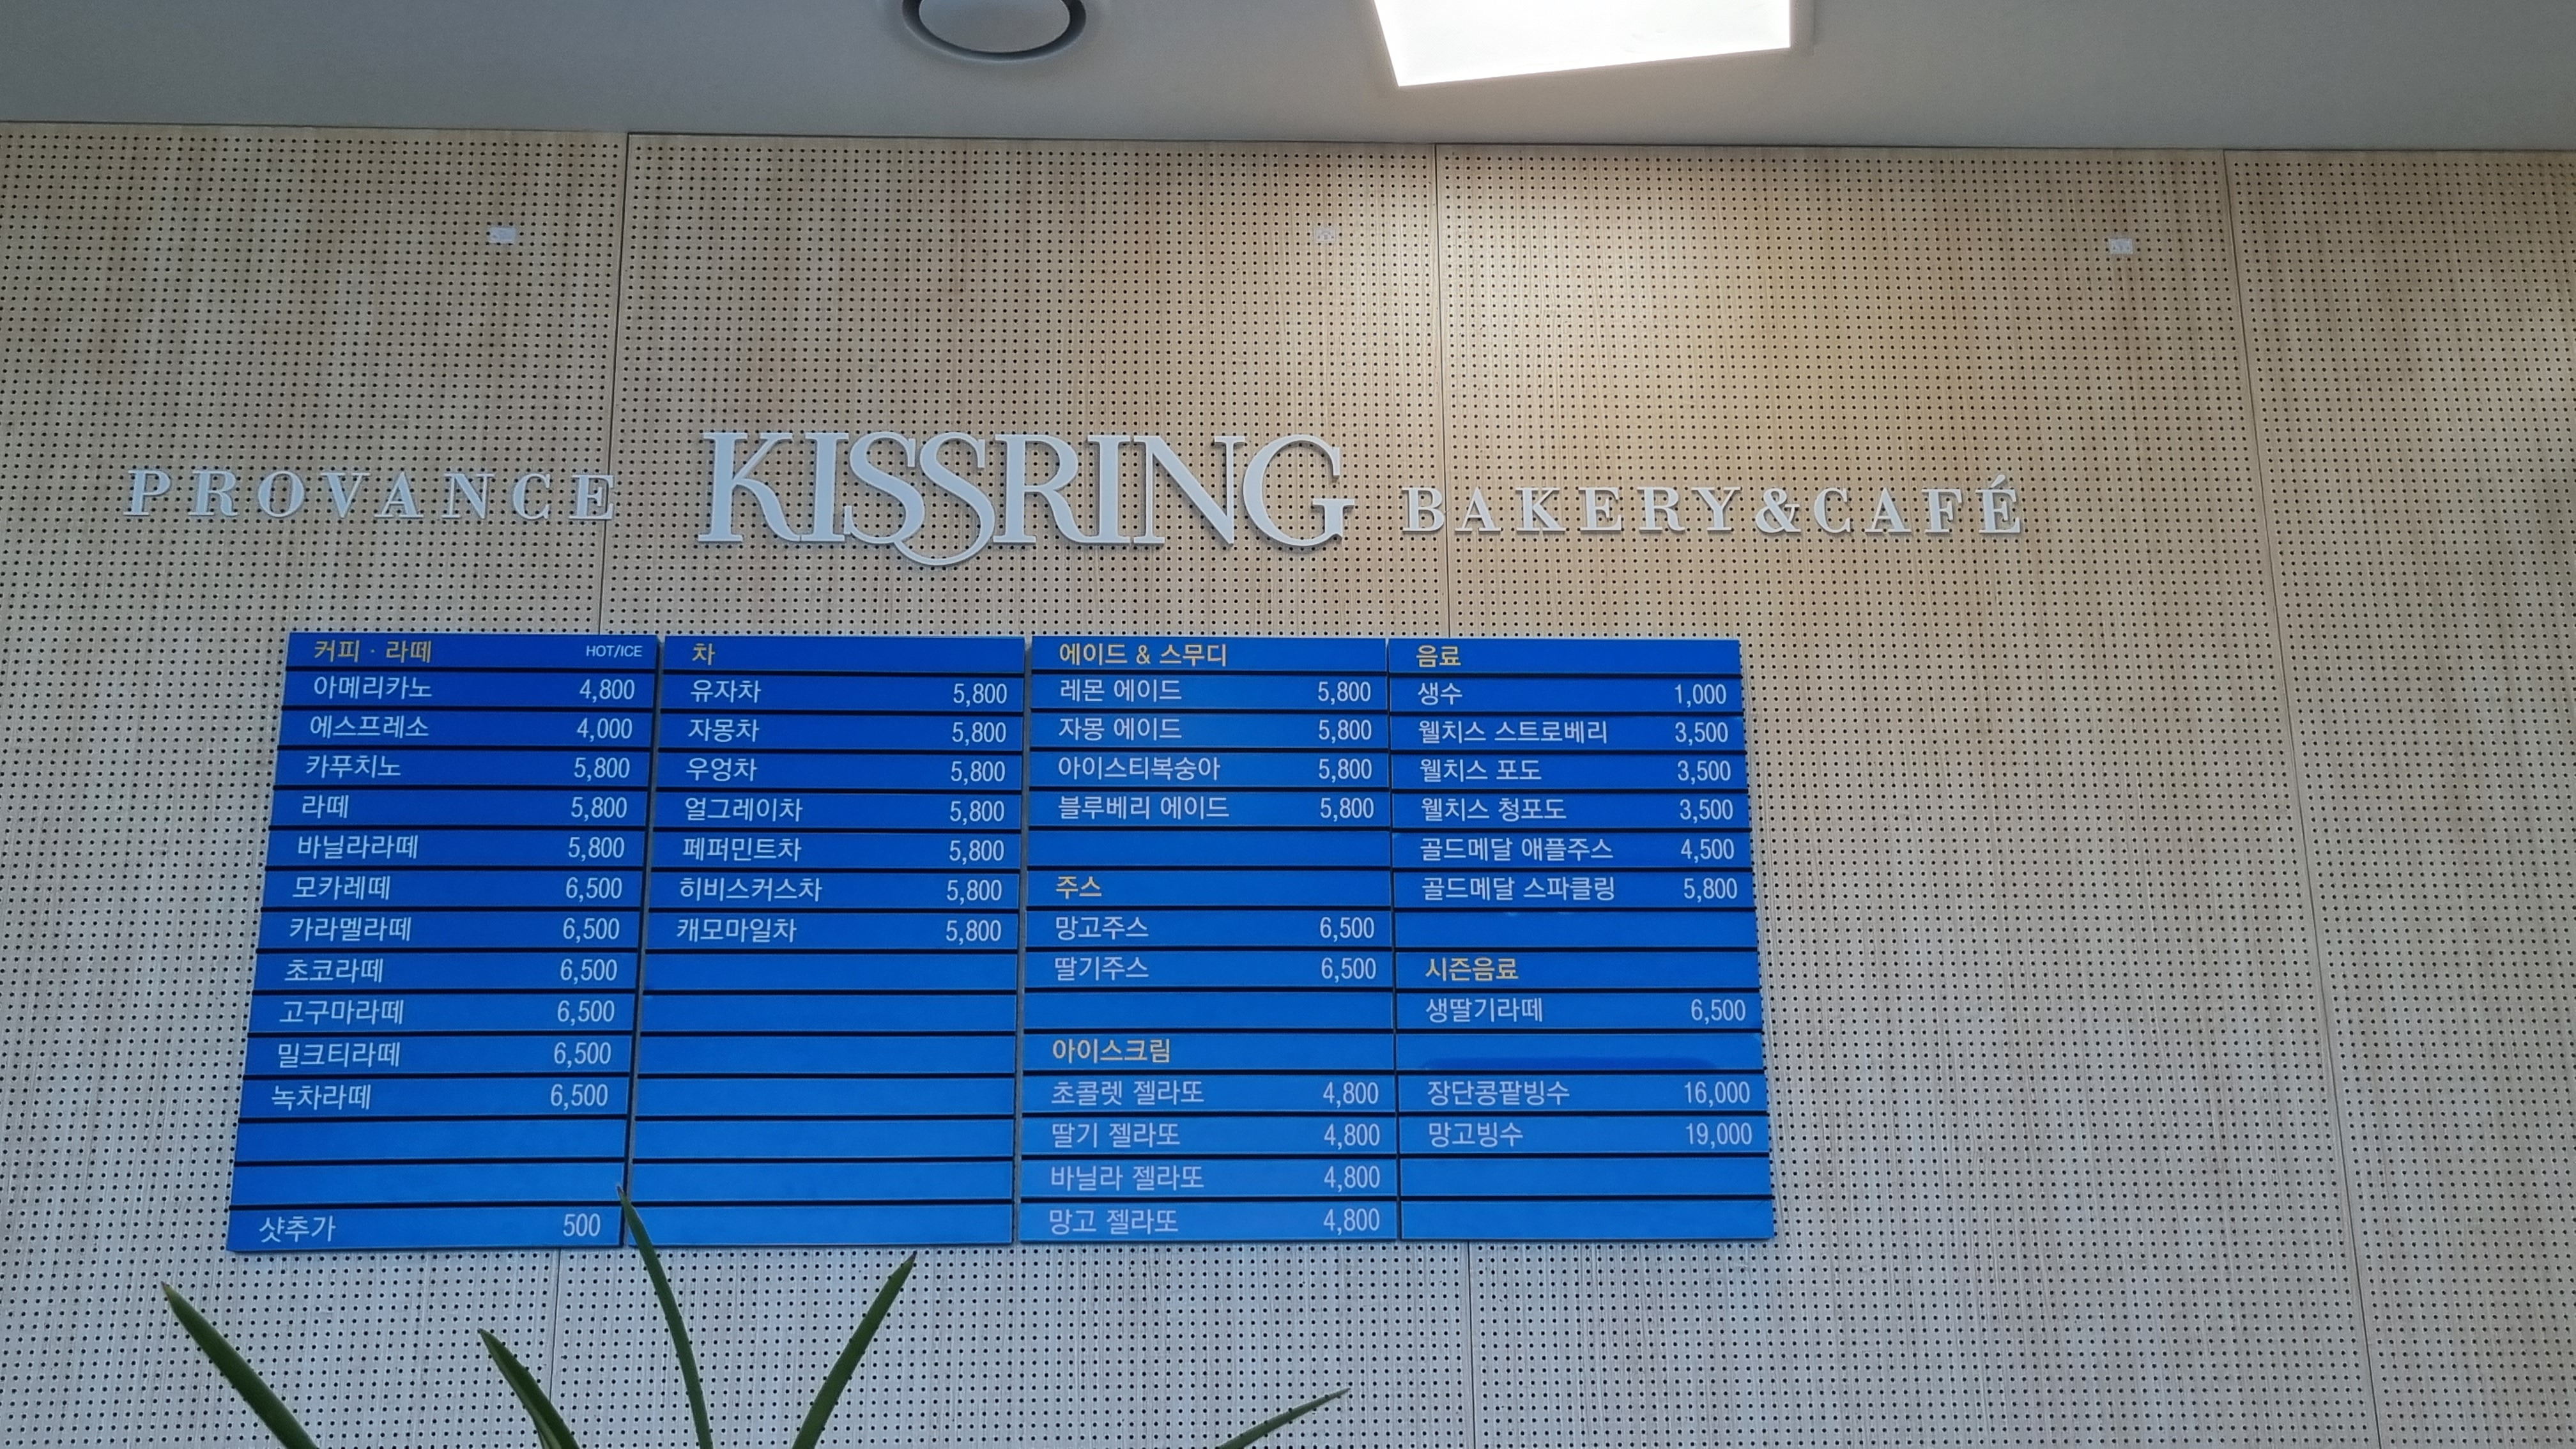 PROVANCE KISSRING BAKERY&CAFÉ
커피 · 라떼 HOT/ICE
아메리카노 4,800
에스프레소 4,000
카푸치노 5,800
라떼 5,800
바닐라라떼 5,800
모카레떼 6,500
카라멜라떼 6,500
초코라떼 6,500
고구마라떼 6,500
밀크티라떼 6,500
녹차라떼 6,500
샷추가 500
차
유자차 5,800
자몽차 5,800
우엉차 5,800
얼그레이차 5,800
페퍼민트차 5,800
히비스커스차 5,800
캐모마일차 5,800
에이드 & 스무디
레몬 에이드 5,800
자몽 에이드 5,800
아이스티복숭아 5,800
블루베리 에이드 5,800
주스
망고주스 6,500
딸기주스 6,500
아이스크림
초콜렛 젤라또 4,800
딸기 젤라또 4,800
바닐라 젤라또 4,800
망고 젤라또 4,800
음료
생수 1,000
웰치스 스트로베리 3,500
웰치스 포도 3,500
웰치스 청포도 3,500
골드메달 애플주스 4,500
골드메달 스파클링 5,800
시즌음료
생딸기라떼 6,500
장단콩팥빙수 16,000
망고빙수 19,000